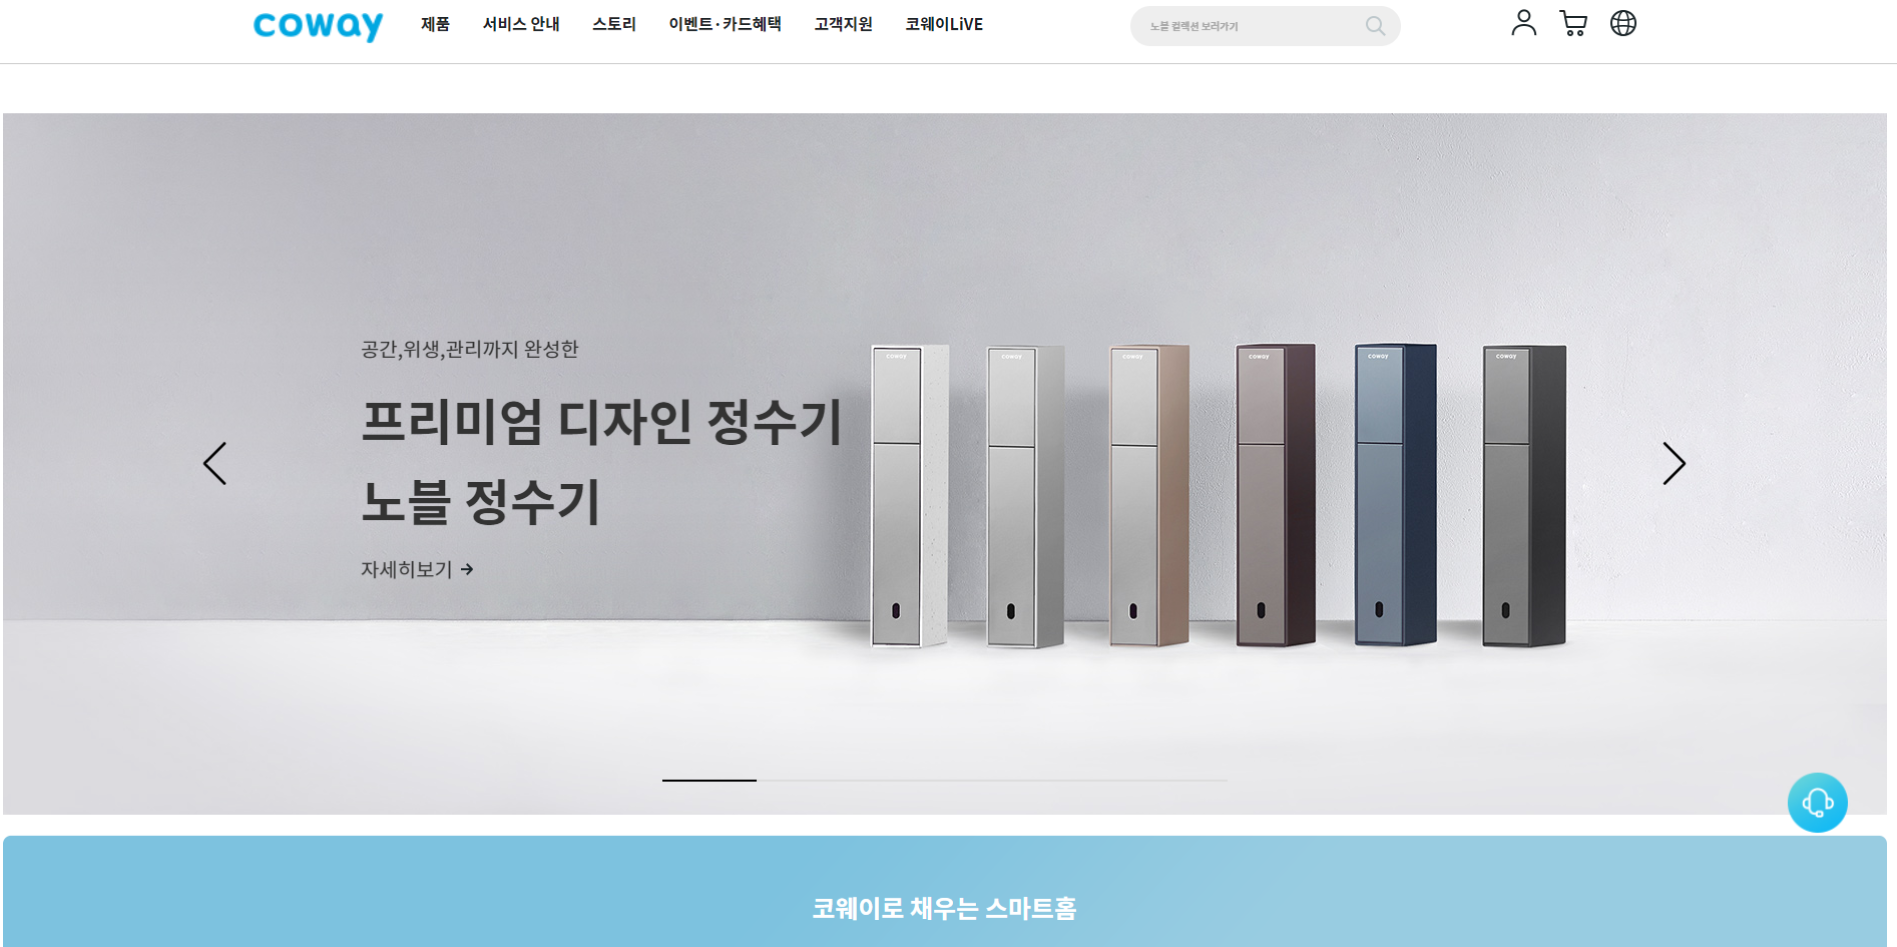 coway 제품 서비스 안내 스토리 이벤트·카드혜택 고객지원 코웨이LiVE 노블 컬렉션 보러가기
공간,위생,관리까지 완성한
프리미엄 디자인 정수기
노블 정수기
자세히보기 →
coway coway coway coway coway coway
코웨이로 채우는 스마트홈